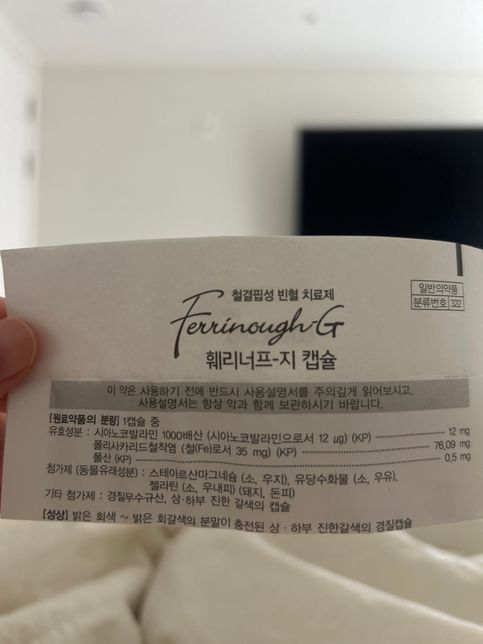 철결핍성 빈혈 치료제
Ferrinough-G
훼리너프-지 캡슐
일반의약품
분류번호 322
이 약은 사용하기 전에 반드시 사용설명서를 주의깊게 읽어보시고,
사용설명서는 항상 약과 함께 보관하시기 바랍니다.
[원료약품의 분량] 1캡슐 중
유효성분 : 시아노코발라민 1000배산 (시아노코발라민으로서 12 μg) (KP) 12 mg
폴리사카리드철착염 (철(Fe)로서 35 mg) (KP) 76.09 mg
폴산 (KP) 0.5 mg
첨가제 (동물유래성분) : 스테아르산마그네슘 (소, 우지), 유당수화물 (소, 우유),
젤라틴 (소, 우내피) (돼지, 돈피)
기타 첨가제 : 경질무수규산, 상·하부 진한 갈색의 캡슐
[성상] 밝은 회색 ~ 밝은 회갈색의 분말이 충전된 상·하부 진한갈색의 경질캡슐